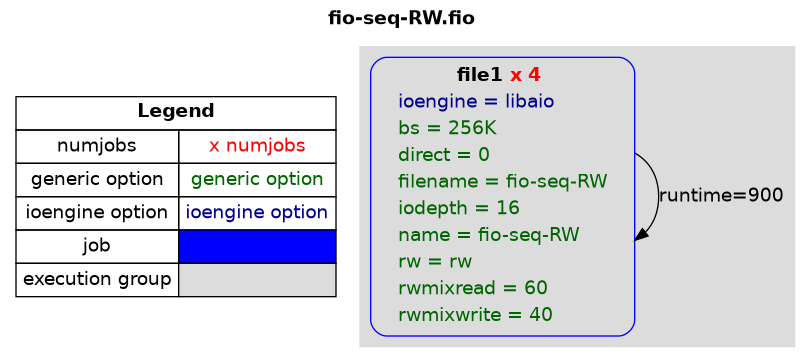 fio-seq-RW.fio
Legend
numjobs x numjobs
generic option generic option
ioengine option ioengine option
job
execution group
file1 x 4
ioengine = libaio
bs = 256K
direct = 0
filename = fio-seq-RW
iodepth = 16
name = fio-seq-RW
rw = rw
rwmixread = 60
rwmixwrite = 40
runtime=900